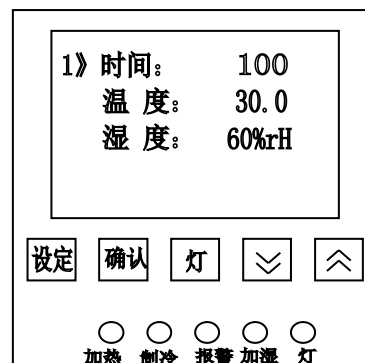 1》时间： 100
温 度： 30.0
湿 度： 60%rH
设定 确认 灯
加热 制冷 报警 加湿 灯